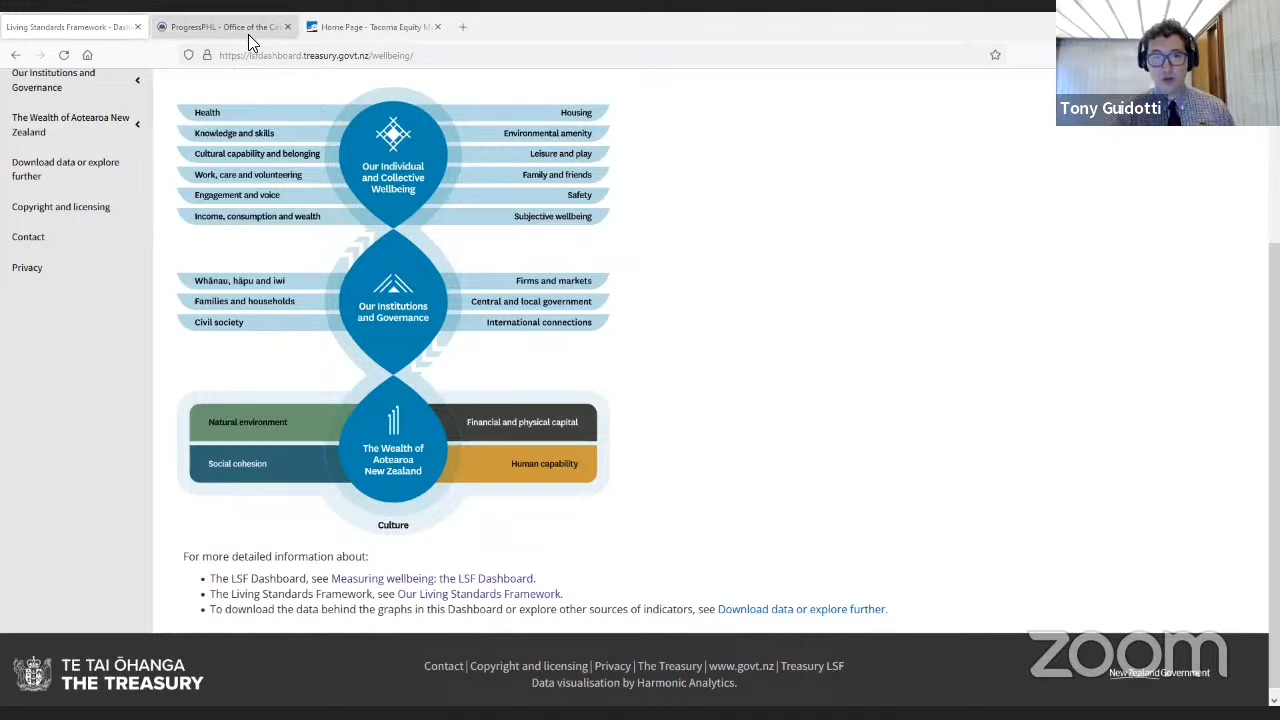 Living Standards Framework - Dash
ProgressPHL - Office of the Co
Home Page - Tacoma Equity M
https://lsfdashboard.treasury.govt.nz/wellbeing/
Tony Guidotti
Our Institutions and
Governance
The Wealth of Aotearoa New
Zealand
Download data or explore
further
Copyright and licensing
Contact
Privacy
Health
Knowledge and skills
Cultural capability and belonging
Work, care and volunteering
Engagement and voice
Income, consumption and wealth
Our Individual
and Collective
Wellbeing
Housing
Environmental amenity
Leisure and play
Family and friends
Safety
Subjective wellbeing
Whānau, hāpu and iwi
Families and households
Civil society
Our Institutions
and Governance
Firms and markets
Central and local government
International connections
Natural environment
Social cohesion
The Wealth of
Aotearoa
New Zealand
Financial and physical capital
Human capability
Culture
For more detailed information about:
The LSF Dashboard, see Measuring wellbeing: the LSF Dashboard.
The Living Standards Framework, see Our Living Standards Framework.
To download the data behind the graphs in this Dashboard or explore other sources of indicators, see Download data or explore further.
TE TAI ŌHANGA
THE TREASURY
Contact | Copyright and licensing | Privacy | The Treasury | www.govt.nz | Treasury LSF
Data visualisation by Harmonic Analytics.
zoom
New Zealand Government